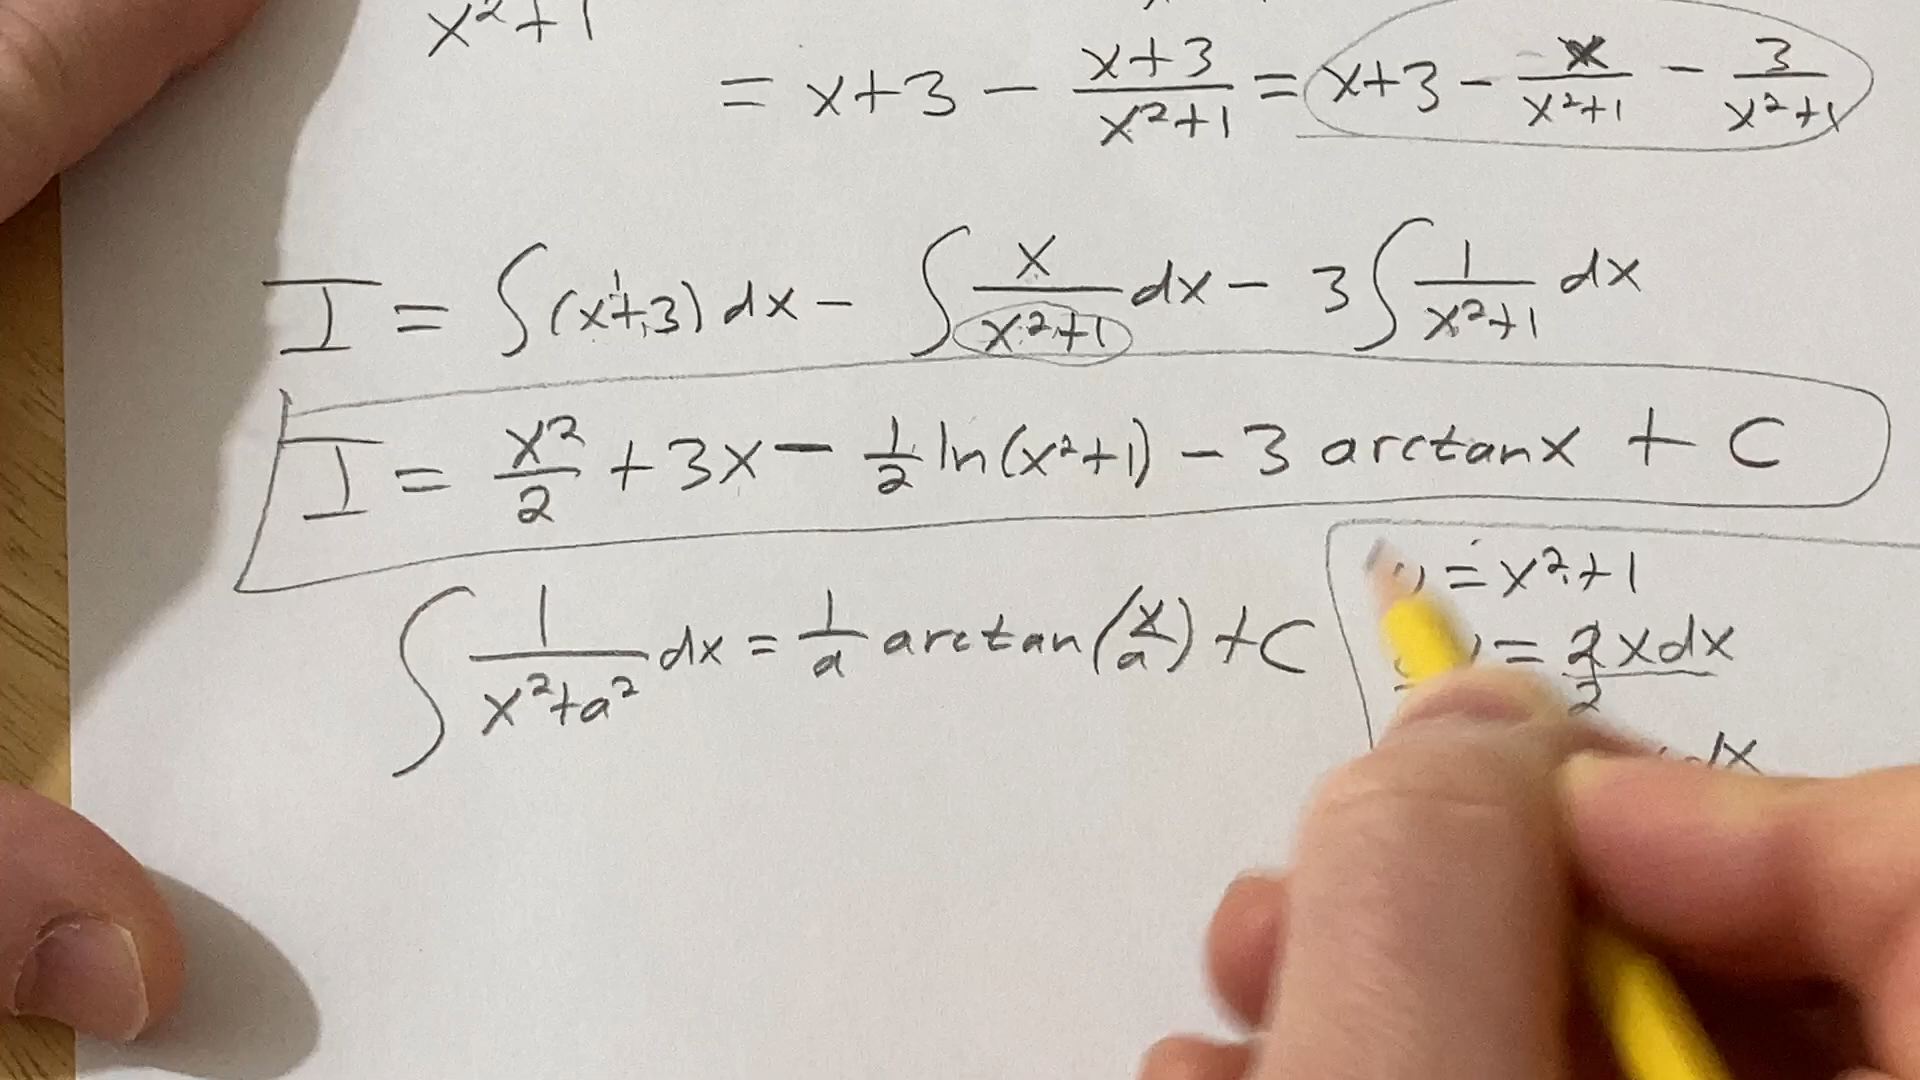 x²+1
= x+3 − (x+3)/(x²+1) = x+3 − x/(x²+1) − 3/(x²+1)
I = ∫(x+3)dx − ∫ x/(x²+1) dx − 3∫ 1/(x²+1) dx
I = x²/2 + 3x − 1/2 ln(x²+1) − 3 arctanx + C
∫ 1/(x²+a²) dx = 1/a arctan(x/a) + C
= x²+1
= 2xdx
2
dx